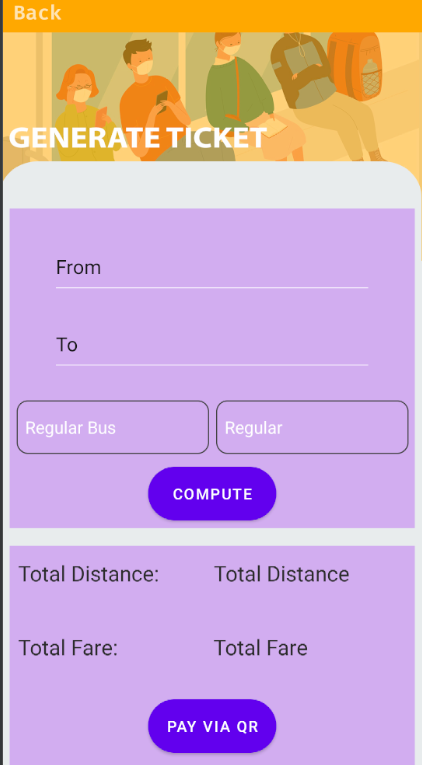 Back
GENERATE TICKET
From
To
Regular Bus
Regular
COMPUTE
Total Distance: Total Distance
Total Fare: Total Fare
PAY VIA QR